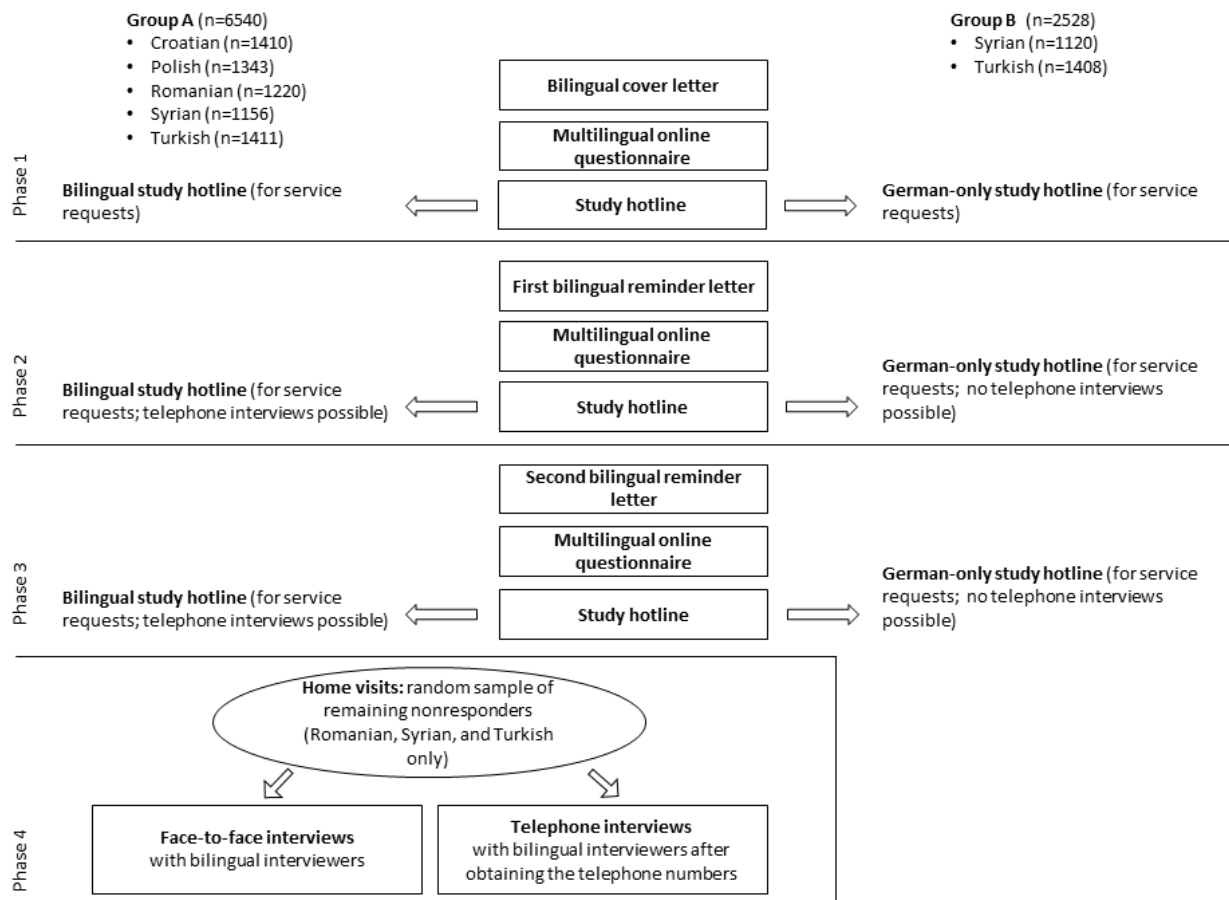 Group A (n=6540)
• Croatian (n=1410)
• Polish (n=1343)
• Romanian (n=1220)
• Syrian (n=1156)
• Turkish (n=1411)
Group B (n=2528)
• Syrian (n=1120)
• Turkish (n=1408)
Phase 1
Bilingual cover letter
Multilingual online
questionnaire
Bilingual study hotline (for service
requests)
Study hotline
German-only study hotline (for service
requests)
Phase 2
First bilingual reminder letter
Multilingual online
questionnaire
Bilingual study hotline (for service
requests; telephone interviews possible)
Study hotline
German-only study hotline (for service
requests; no telephone interviews
possible)
Phase 3
Second bilingual reminder
letter
Multilingual online
questionnaire
Bilingual study hotline (for service
requests; telephone interviews possible)
Study hotline
German-only study hotline (for service
requests; no telephone interviews
possible)
Phase 4
Home visits: random sample of
remaining nonresponders
(Romanian, Syrian, and Turkish
only)
Face-to-face interviews
with bilingual interviewers
Telephone interviews
with bilingual interviewers after
obtaining the telephone numbers